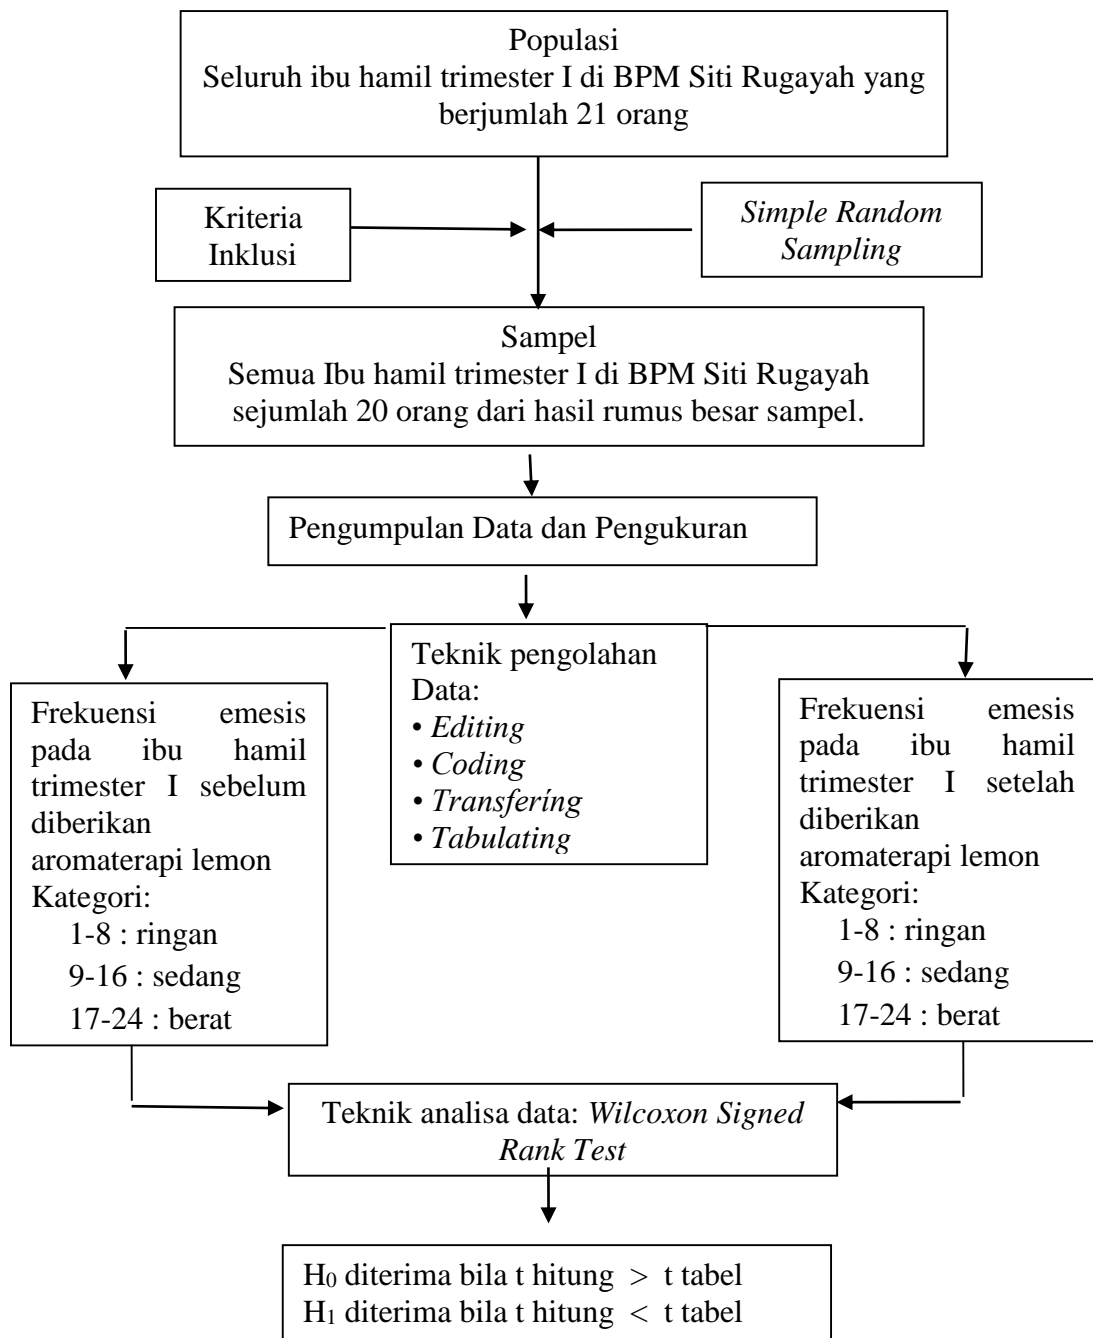 Populasi
Seluruh ibu hamil trimester I di BPM Siti Rugayah yang
berjumlah 21 orang
Kriteria
Inklusi
Simple Random
Sampling
Sampel
Semua Ibu hamil trimester I di BPM Siti Rugayah
sejumlah 20 orang dari hasil rumus besar sampel.
Pengumpulan Data dan Pengukuran
Teknik pengolahan
Data:
• Editing
• Coding
• Transferíng
• Tabulating
Frekuensi emesis
pada ibu hamil
trimester I sebelum
diberikan
aromaterapi lemon
Kategori:
1-8 : ringan
9-16 : sedang
17-24 : berat
Frekuensi emesis
pada ibu hamil
trimester I setelah
diberikan
aromaterapi lemon
Kategori:
1-8 : ringan
9-16 : sedang
17-24 : berat
Teknik analisa data: Wilcoxon Signed
Rank Test
H₀ diterima bila t hitung > t tabel
H₁ diterima bila t hitung < t tabel